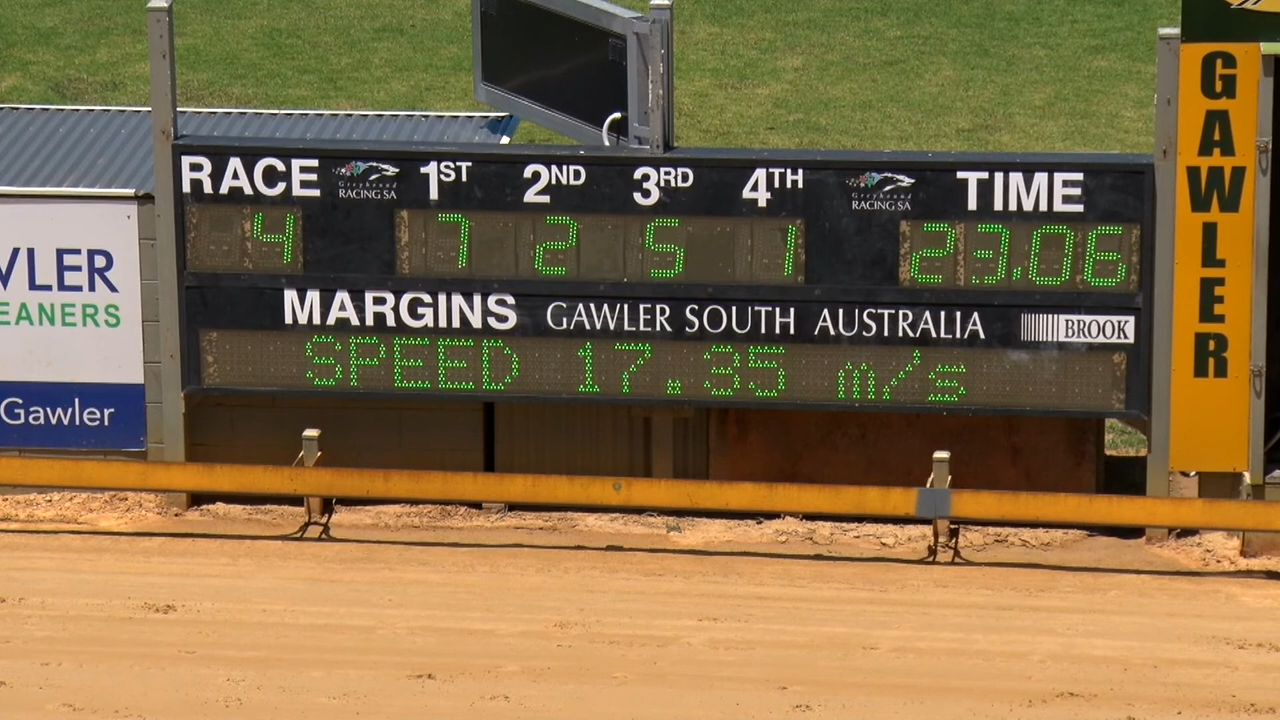 RACE
Greyhound
RACING SA
1ST 2ND 3RD 4TH
Greyhound
RACING SA
TIME
4 7 2 5 1 23.06
MARGINS GAWLER SOUTH AUSTRALIA BROOK
SPEED 17.35 m/s
WLER
EANERS
Gawler
GAWLER